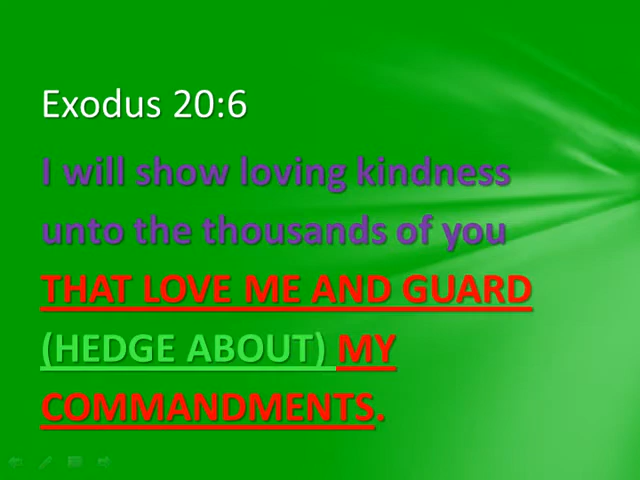 Exodus 20:6
I will show loving kindness
unto the thousands of you
THAT LOVE ME AND GUARD
(HEDGE ABOUT) MY
COMMANDMENTS.